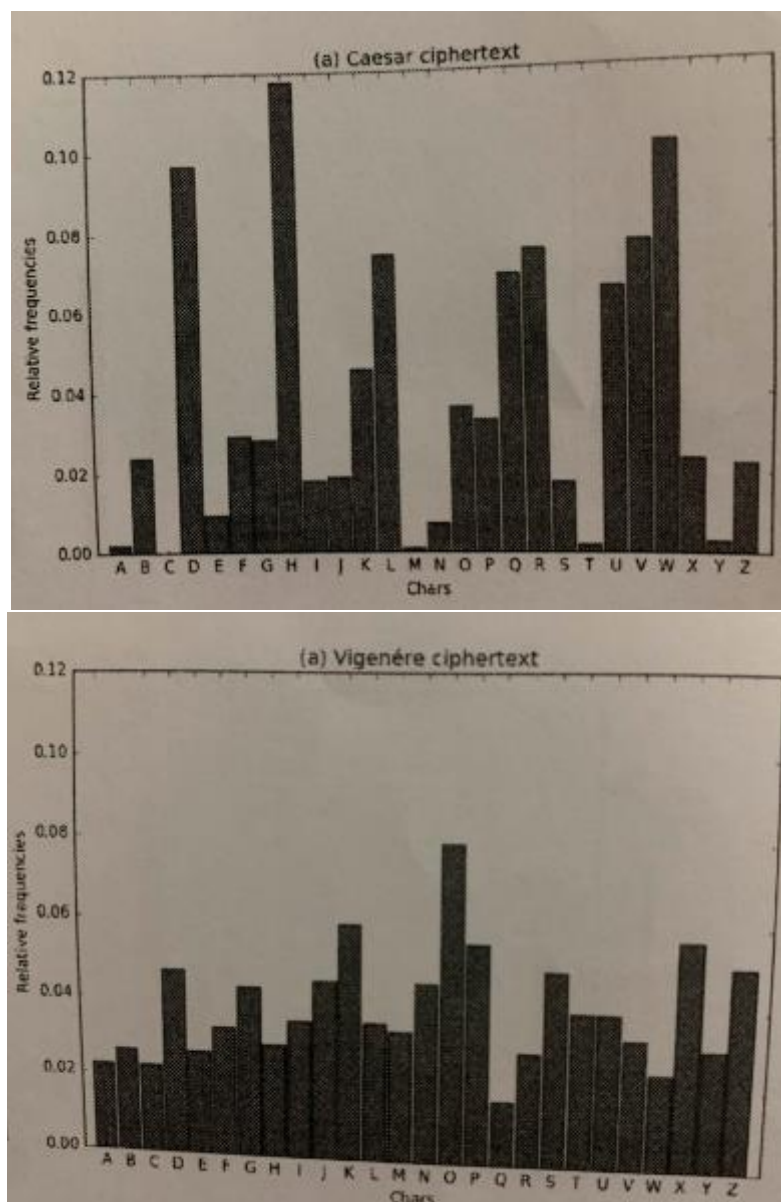 (a) Caesar ciphertext
0.12
0.10
0.08
0.06
0.04
0.02
0.00
Relative frequencies
A B C D E F G H I J K L M N O P Q R S T U V W X Y Z
Chars
(a) Vigenére ciphertext
0.12
0.10
0.08
0.06
0.04
0.02
0.00
Relative frequencies
A B C D E F G H I J K L M N O P Q R S T U V W X Y Z
Chars